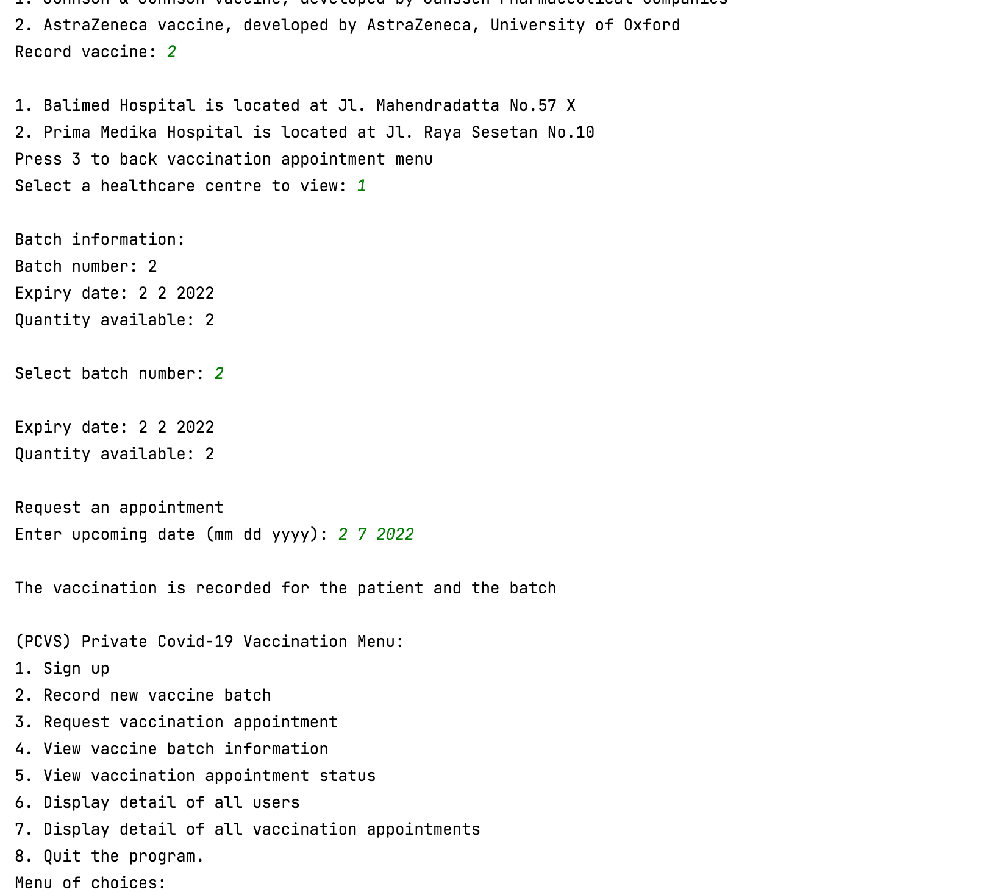 1. Johnson & Johnson vaccine, developed by Janssen Pharmaceutical Companies
2. AstraZeneca vaccine, developed by AstraZeneca, University of Oxford
Record vaccine: 2
1. Balimed Hospital is located at Jl. Mahendradatta No.57 X
2. Prima Medika Hospital is located at Jl. Raya Sesetan No.10
Press 3 to back vaccination appointment menu
Select a healthcare centre to view: 1
Batch information:
Batch number: 2
Expiry date: 2 2 2022
Quantity available: 2
Select batch number: 2
Expiry date: 2 2 2022
Quantity available: 2
Request an appointment
Enter upcoming date (mm dd yyyy): 2 7 2022
The vaccination is recorded for the patient and the batch
(PCVS) Private Covid-19 Vaccination Menu:
1. Sign up
2. Record new vaccine batch
3. Request vaccination appointment
4. View vaccine batch information
5. View vaccination appointment status
6. Display detail of all users
7. Display detail of all vaccination appointments
8. Quit the program.
Menu of choices: